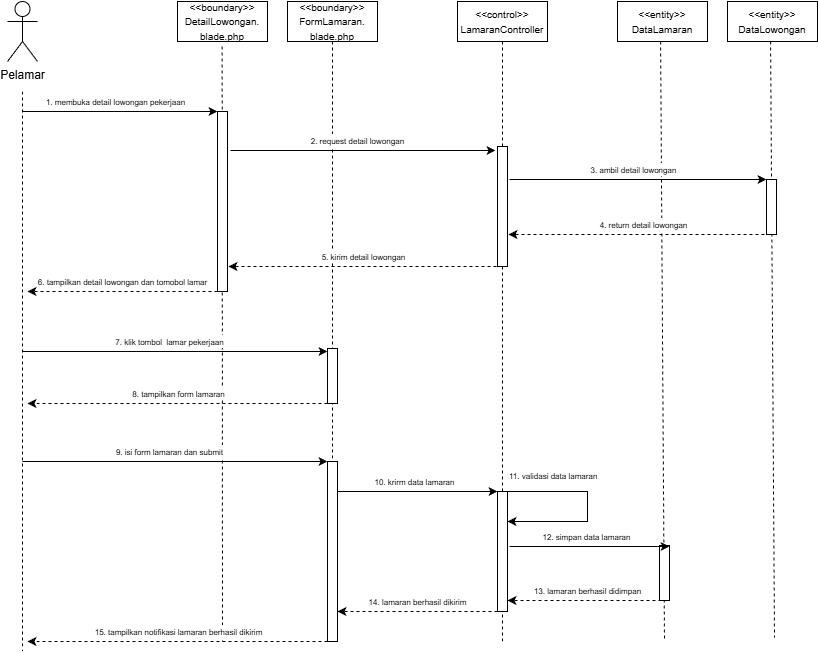 <<boundary>>
DetailLowongan.
blade.php
<<boundary>>
FormLamaran.
blade.php
<<control>>
LamaranController
<<entity>>
DataLamaran
<<entity>>
DataLowongan
Pelamar
1. membuka detail lowongan pekerjaan
2. request detail lowongan
3. ambil detail lowongan
4. return detail lowongan
5. kirim detail lowongan
6. tampilkan detail lowongan dan tomobol lamar
7. klik tombol  lamar pekerjaan
8. tampilkan form lamaran
9. isi form lamaran dan submit
10. krirm data lamaran
11. validasi data lamaran
12. simpan data lamaran
13. lamaran berhasil didimpan
14. lamaran berhasil dikirim
15. tampilkan notifikasi lamaran berhasil dikirim